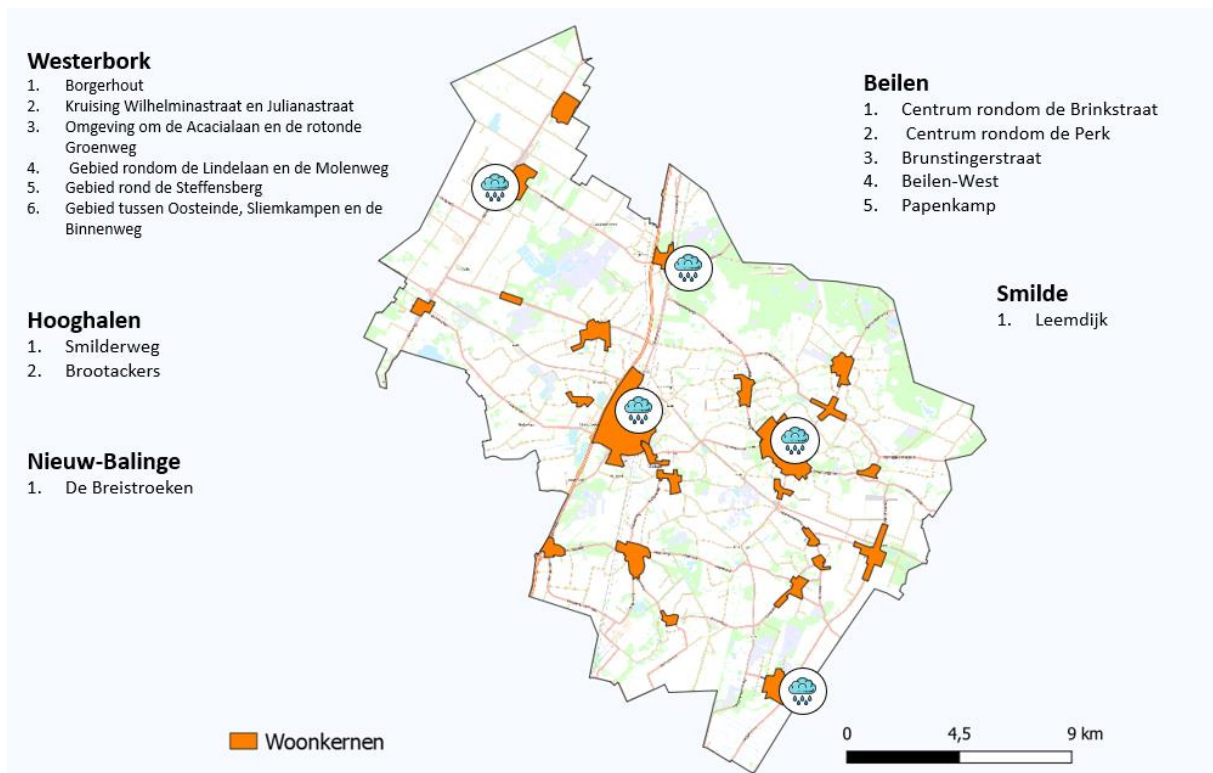 Westerbork
1. Borgerhout
2. Kruising Wilhelminastraat en Julianastraat
3. Omgeving om de Acacialaan en de rotonde
Groenweg
4. Gebied rondom de Lindelaan en de Molenweg
5. Gebied rond de Steffensberg
6. Gebied tussen Oosteinde, Sliemkampen en de
Binnenweg
Hooghalen
1. Smilderweg
2. Brootackers
Nieuw-Balinge
1. De Breistroeken
Beilen
1. Centrum rondom de Brinkstraat
2. Centrum rondom de Perk
3. Brunstingerstraat
4. Beilen-West
5. Papenkamp
Smilde
1. Leemdijk
Woonkernen
0 4,5 9 km